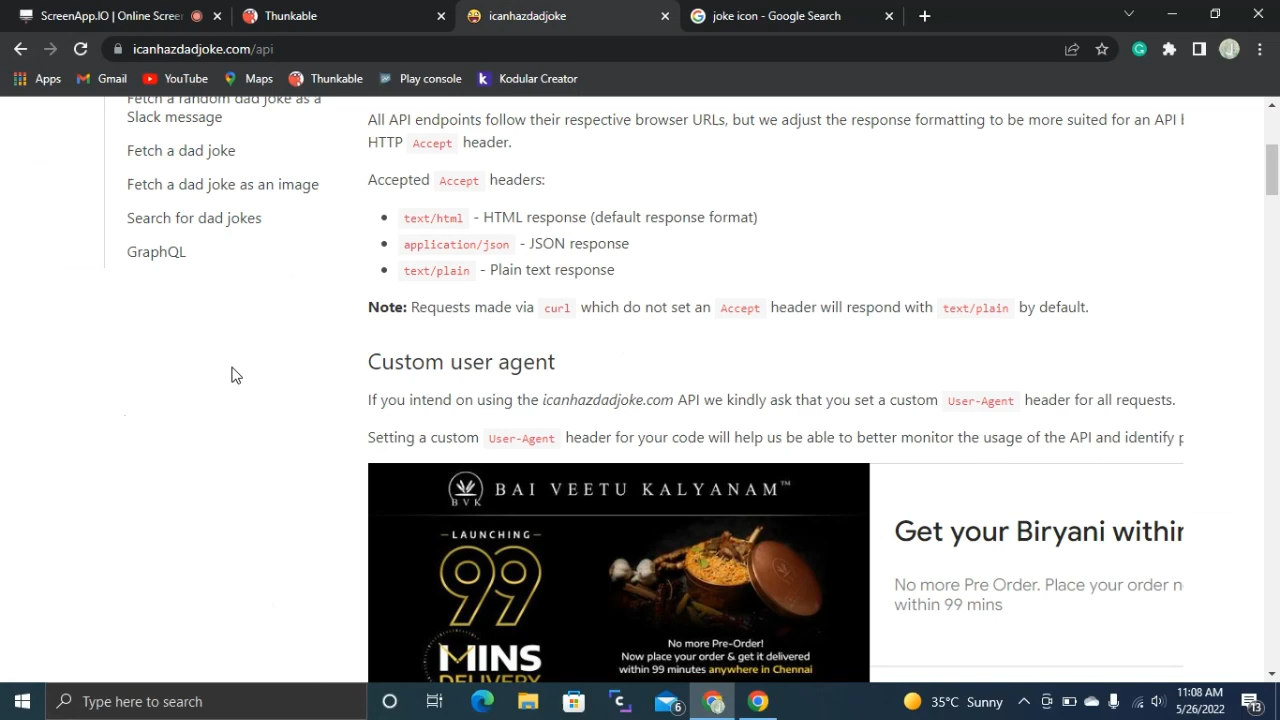 ScreenApp.IO | Online Screen
Thunkable
icanhazdadjoke
joke icon - Google Search
icanhazdadjoke.com/api
Apps
Gmail
YouTube
Maps
Thunkable
Play console
Kodular Creator
Fetch a random dad joke as a
Slack message
Fetch a dad joke
Fetch a dad joke as an image
Search for dad jokes
GraphQL
All API endpoints follow their respective browser URLs, but we adjust the response formatting to be more suited for an API
HTTP Accept header.
Accepted Accept headers:
text/html - HTML response (default response format)
application/json - JSON response
text/plain - Plain text response
Note: Requests made via curl which do not set an Accept header will respond with text/plain by default.
Custom user agent
If you intend on using the icanhazdadjoke.com API we kindly ask that you set a custom User-Agent header for all requests.
Setting a custom User-Agent header for your code will help us be able to better monitor the usage of the API and identify
BVK
BAI VEETU KALYANAM™
-LAUNCHING-
99
MINS
DELIVERY
No more Pre-Order!
Now place your order & get it delivered
within 99 minutes anywhere in Chennai
Get your Biryani within
No more Pre Order. Place your order
within 99 mins
Type here to search
6
35°C Sunny
11:08 AM
5/26/2022
13